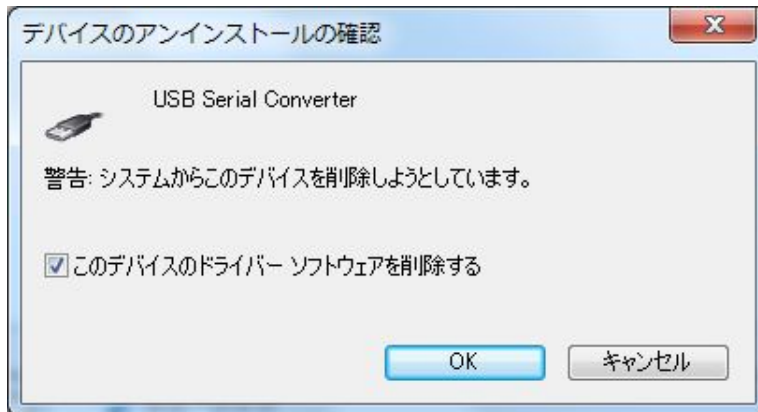 デバイスのアンインストールの確認
USB Serial Converter
警告: システムからこのデバイスを削除しようとしています。
このデバイスのドライバー ソフトウェアを削除する
OK
キャンセル